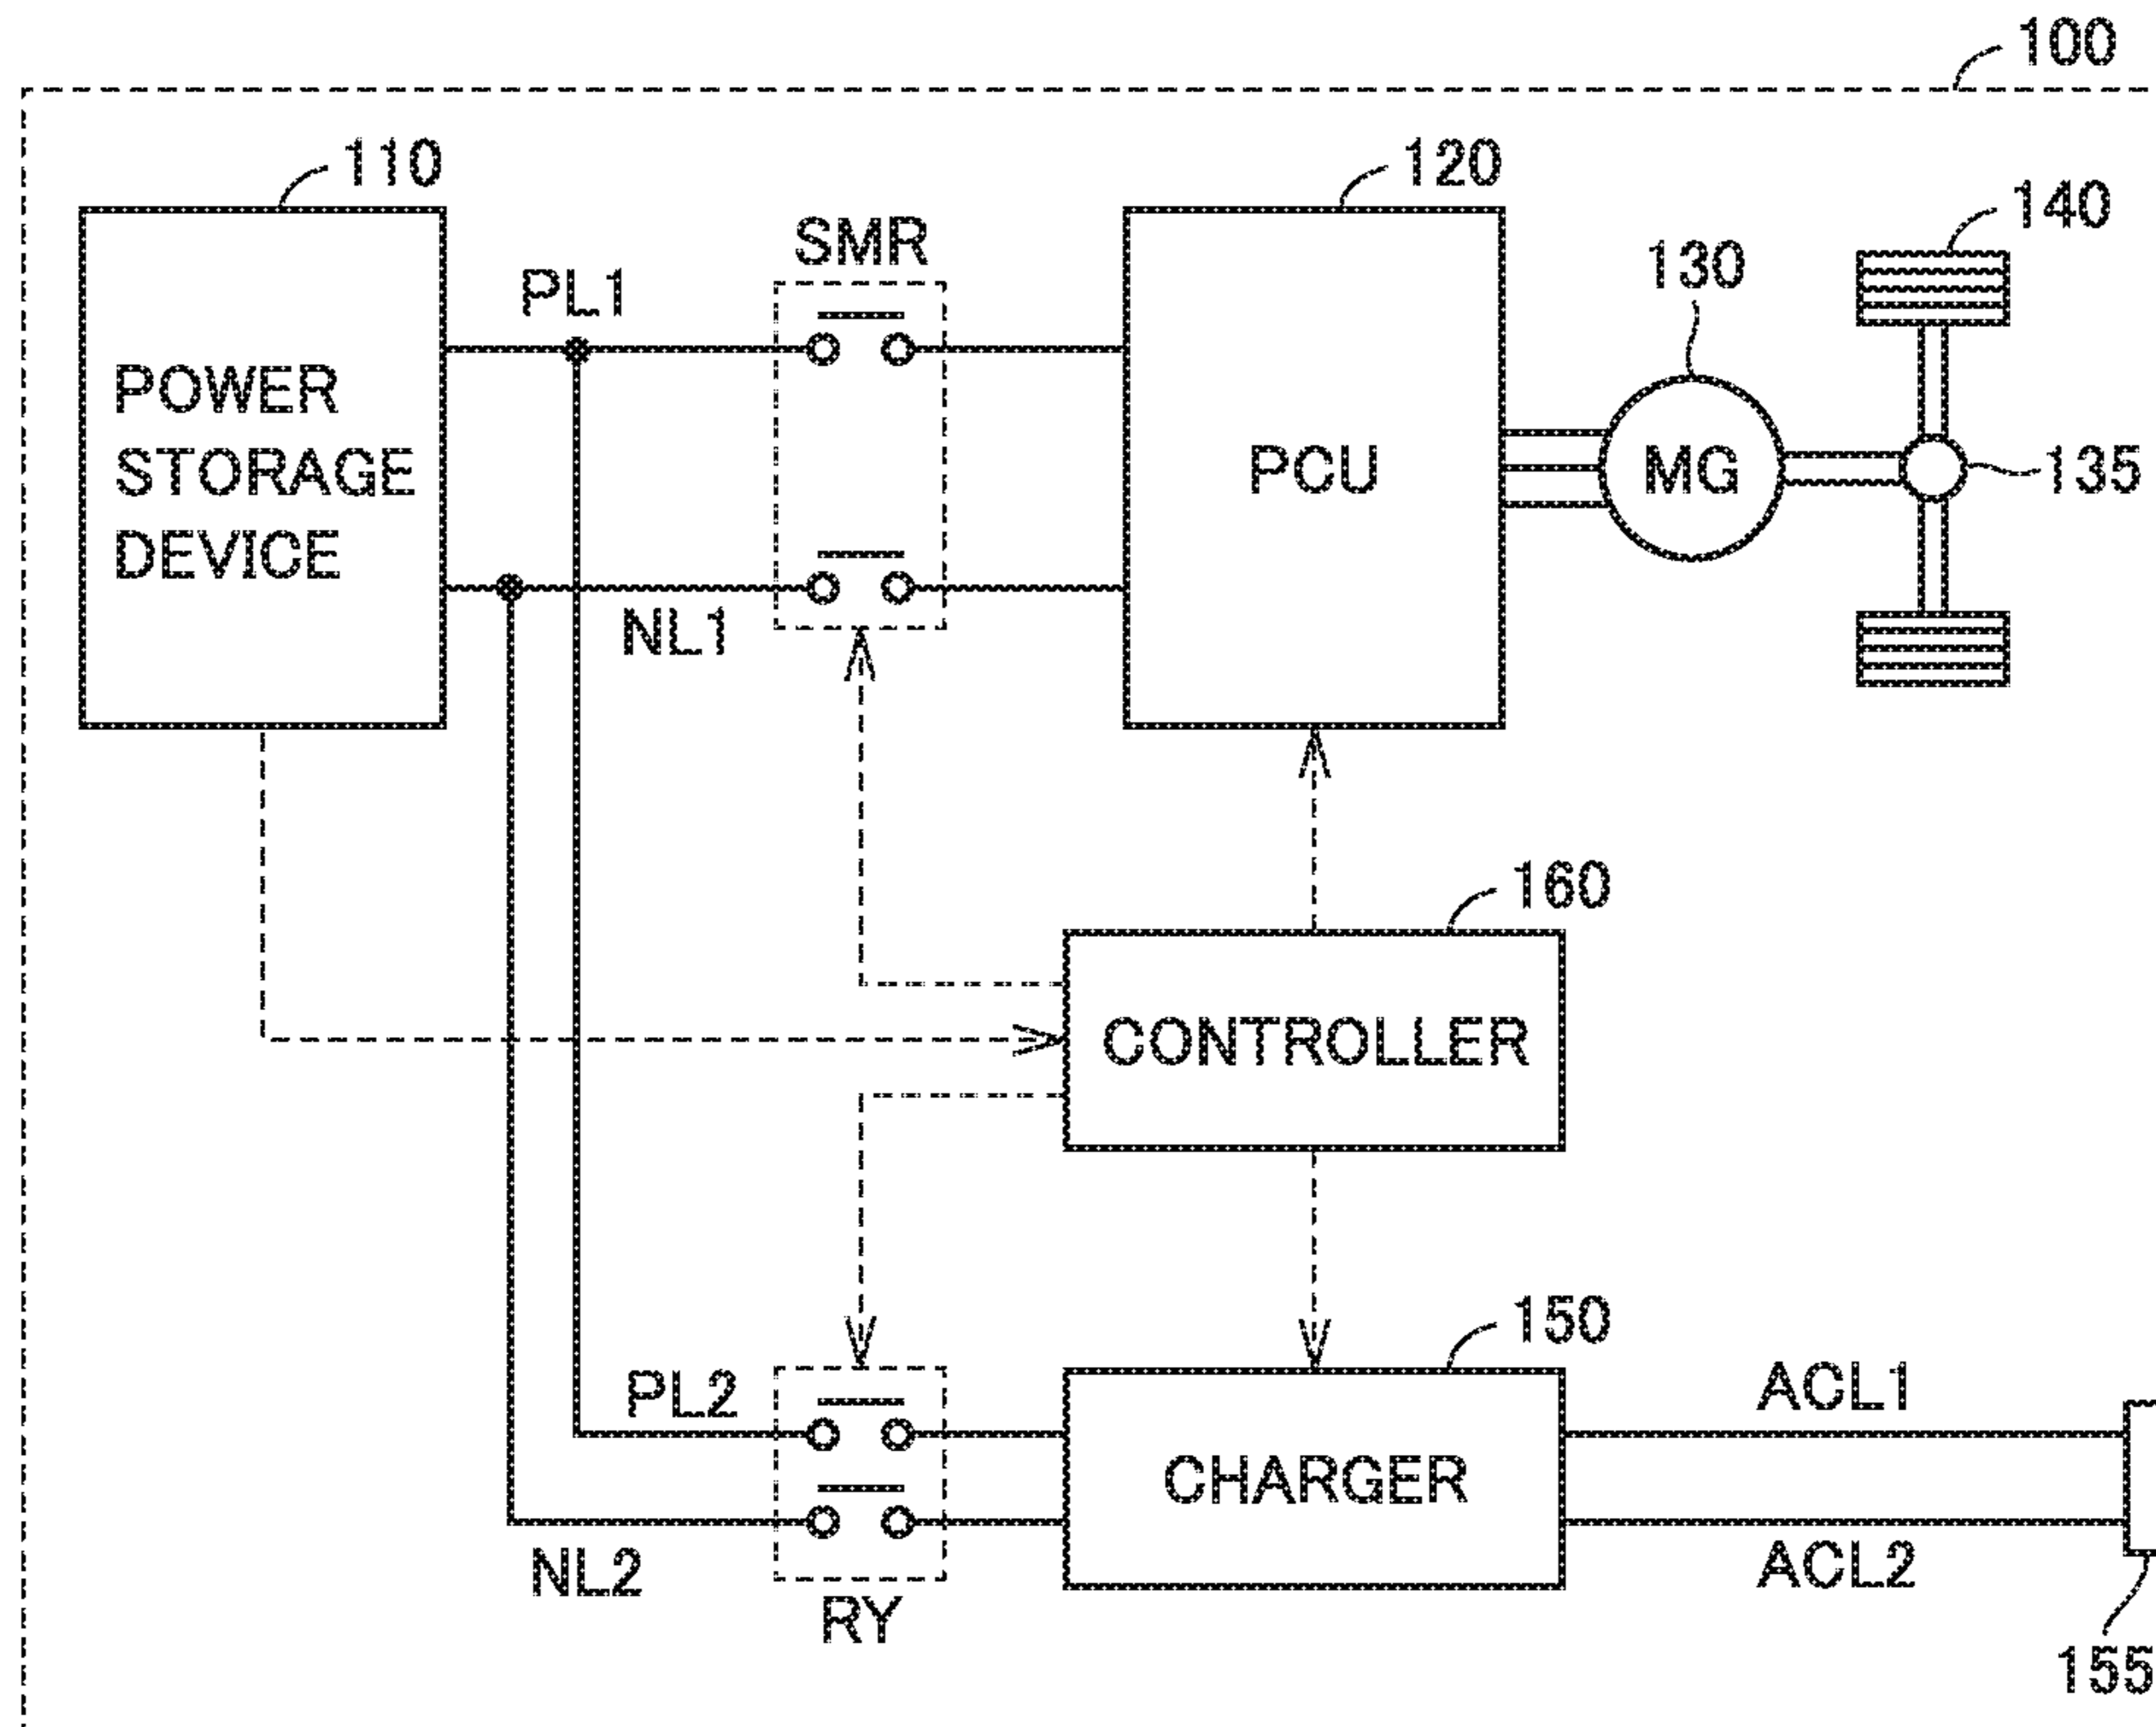 100
110
120
140
SMR
130
PL1
POWER
STORAGE
DEVICE
PCU
MG
135
NL1
160
CONTROLLER
150
PL2
ACL1
CHARGER
NL2
ACL2
RY
155